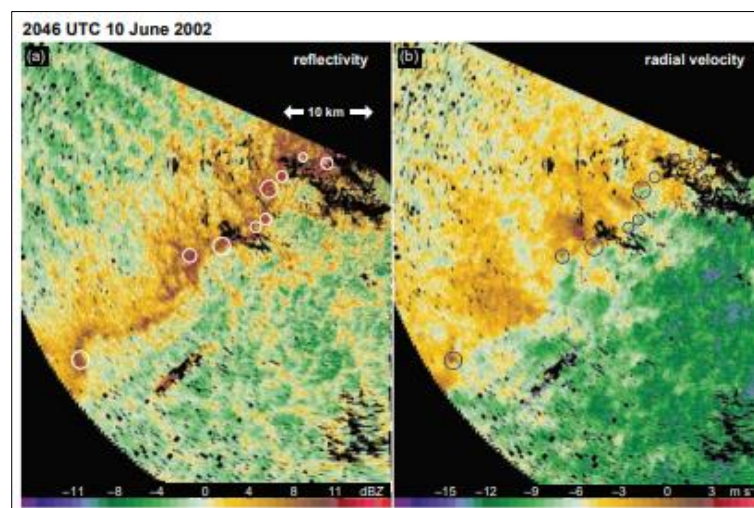 2046 UTC 10 June 2002
(a) reflectivity
10 km
(b) radial velocity
−11 −8 −4 0 4 8 11 dBZ
−15 −12 −9 −6 −3 0 3 m s